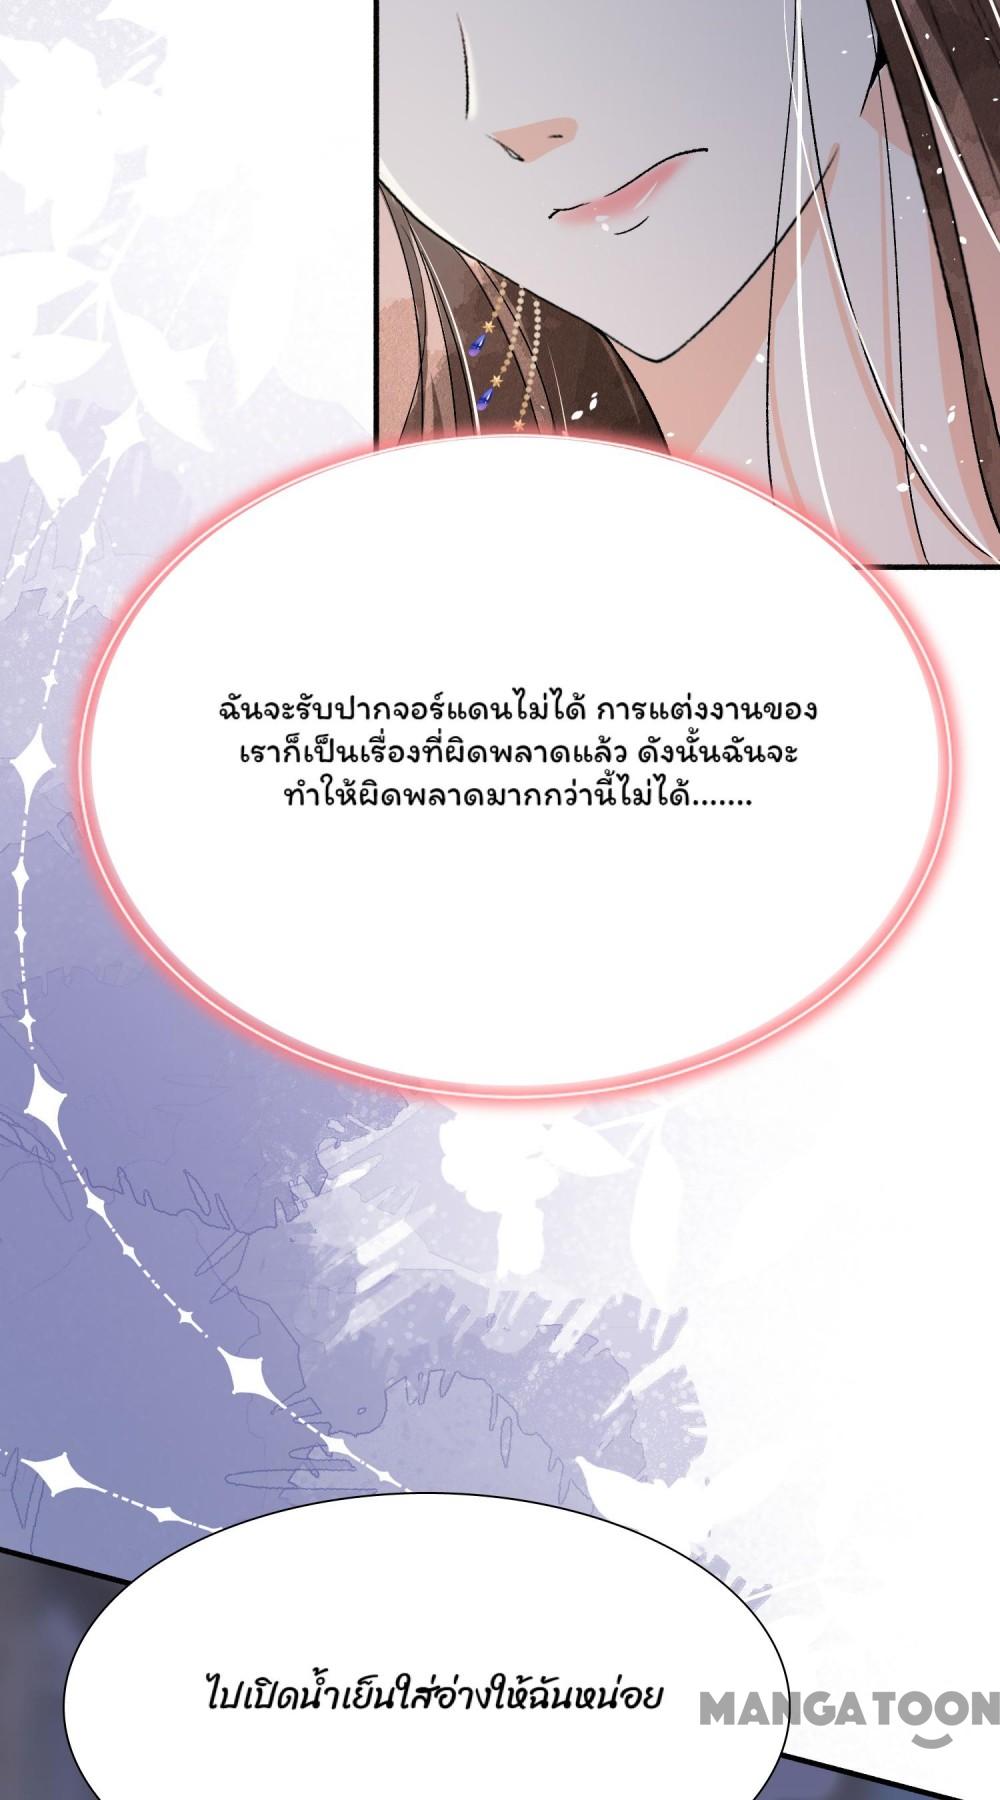 ฉันจะรับปากจอร์แดนไม่ได้ การแต่งงานของ
เราก็เป็นเรื่องที่ผิดพลาดแล้ว ดังนั้นฉันจะ
ทำให้ผิดพลาดมากกว่านี้ไม่ได้.......
ไปเปิดน้ำเย็นใส่อ่างให้ฉันหน่อย
MANGATOON